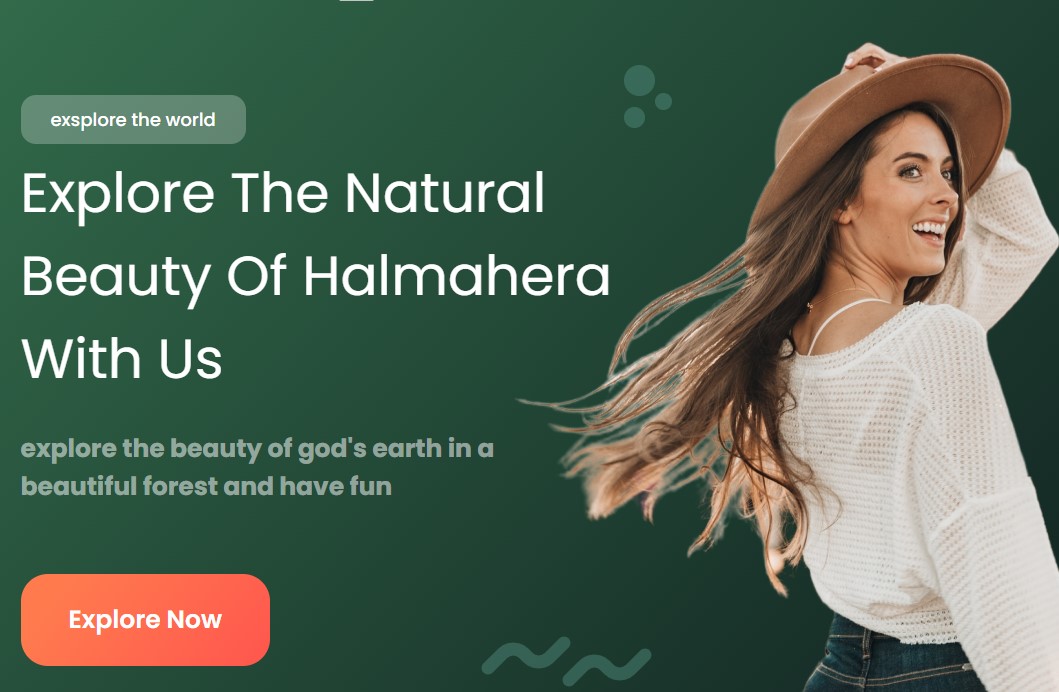 exsplore the world
Explore The Natural
Beauty Of Halmahera
With Us
explore the beauty of god's earth in a
beautiful forest and have fun
Explore Now